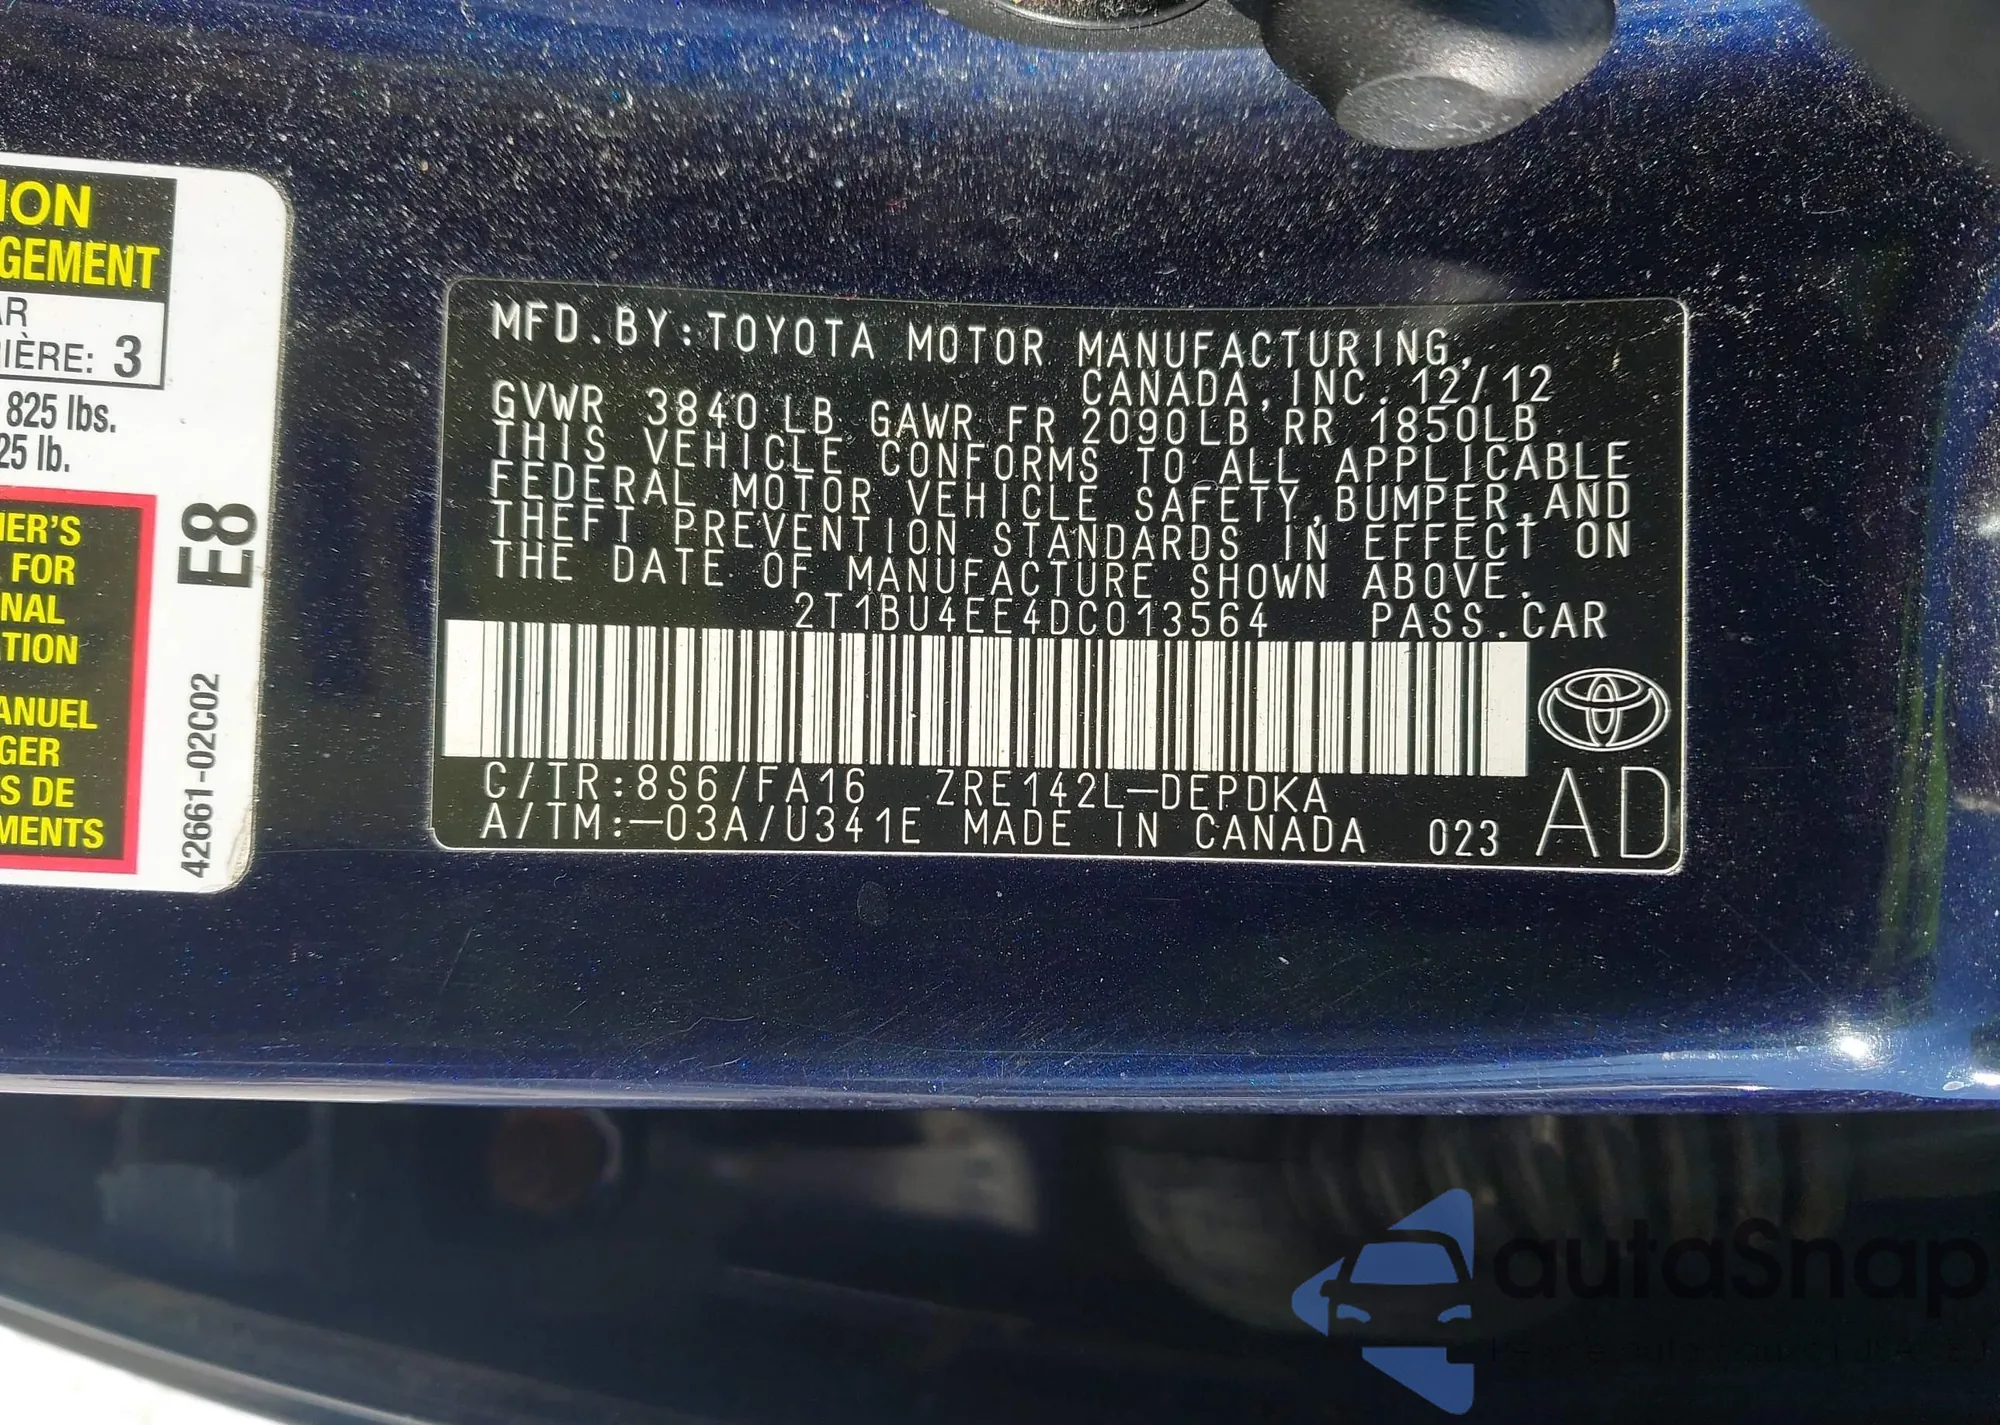 ION
GEMENT
AR
IÈRE: 3
825 lbs.
25 lb.
NER'S
FOR
NAL
TION
ANUEL
GER
S DE
MENTS
E8
42661-02C02
MFD.BY:TOYOTA MOTOR MANUFACTURING,
CANADA,INC. 12/12
GVWR 3840 LB GAWR FR 2090LB RR 1850LB
THIS VEHICLE CONFORMS TO ALL APPLICABLE
FEDERAL MOTOR VEHICLE SAFETY,BUMPER,AND
THEFT PREVENTION STANDARDS IN EFFECT ON
THE DATE OF MANUFACTURE SHOWN ABOVE.
2T1BU4EE4DC013564 PASS.CAR
C/TR:8S6/FA16 ZRE142L-DEPDKA
A/TM:-03A/U341E MADE IN CANADA 023
AD
autoSnap